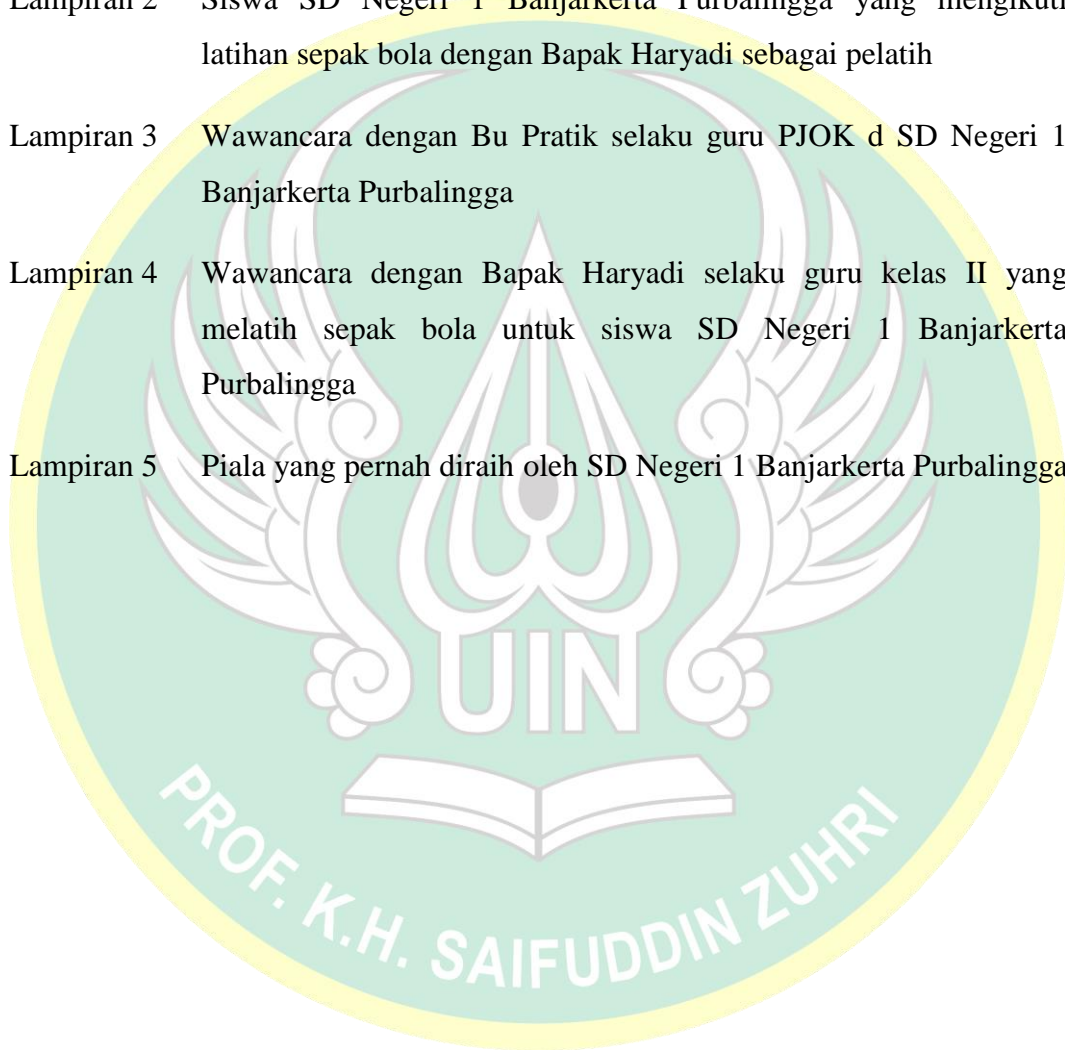 Lampiran 2 Siswa SD Negeri 1 Banjarkerta Purbalingga yang mengikuti
latihan sepak bola dengan Bapak Haryadi sebagai pelatih
Lampiran 3 Wawancara dengan Bu Pratik selaku guru PJOK d SD Negeri 1
Banjarkerta Purbalingga
Lampiran 4 Wawancara dengan Bapak Haryadi selaku guru kelas II yang
melatih sepak bola untuk siswa SD Negeri 1 Banjarkerta
Purbalingga
Lampiran 5 Piala yang pernah diraih oleh SD Negeri 1 Banjarkerta Purbalingga
UIN
PROF. K.H. SAIFUDDIN ZUHRI